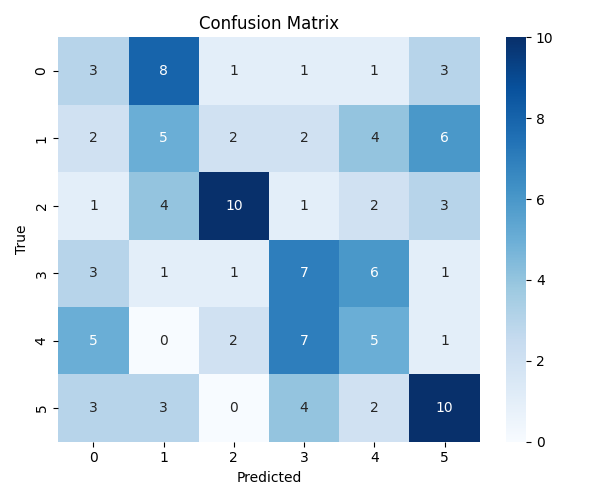 Confusion Matrix
0 3 8 1 1 1 3
1 2 5 2 2 4 6
2 1 4 10 1 2 3
3 3 1 1 7 6 1
4 5 0 2 7 5 1
5 3 3 0 4 2 10
0 1 2 3 4 5
Predicted
True
10
8
6
4
2
0